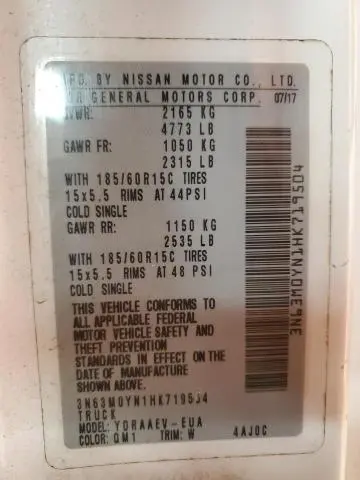 MFD. BY NISSAN MOTOR CO., LTD.
FOR GENERAL MOTORS CORP. 07/17
GVWR: 2165 KG
4773 LB
GAWR FR: 1050 KG
2315 LB
WITH 185/60R15C TIRES
15x5.5 RIMS AT 44PSI
COLD SINGLE
GAWR RR: 1150 KG
2535 LB
WITH 185/60R15C TIRES
15x5.5 RIMS AT 48 PSI
COLD SINGLE
THIS VEHICLE CONFORMS TO
ALL APPLICABLE FEDERAL
MOTOR VEHICLE SAFETY AND
THEFT PREVENTION
STANDARDS IN EFFECT ON THE
DATE OF MANUFACTURE
SHOWN ABOVE.
3N63M0YN1HK719504
TRUCK
MODEL: YDRAAEV-EUA
COLOR: QM1 TRIM: W 4AJ0C
3N63M0YN1HK719504